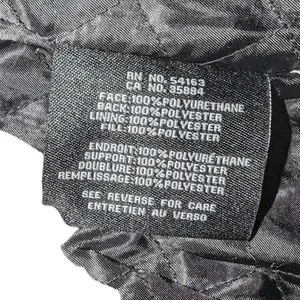 RN NO. 54163
CA NO. 35884
FACE:100%POLYURETHANE
BACK:100%POLYESTER
LINING:100%POLYESTER
FILL:100%POLYESTER
ENDROIT:100%POLYURÉTHANE
SUPPORT:100%POLYESTER
DOUBLURE:100%POLYESTER
REMPLISSAGE:100%POLYESTER
SEE REVERSE FOR CARE
ENTRETIEN AU VERSO